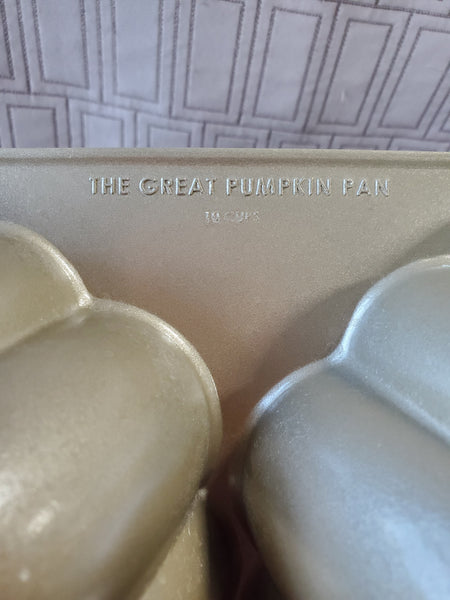 THE GREAT PUMPKIN PAN
10 CUPS